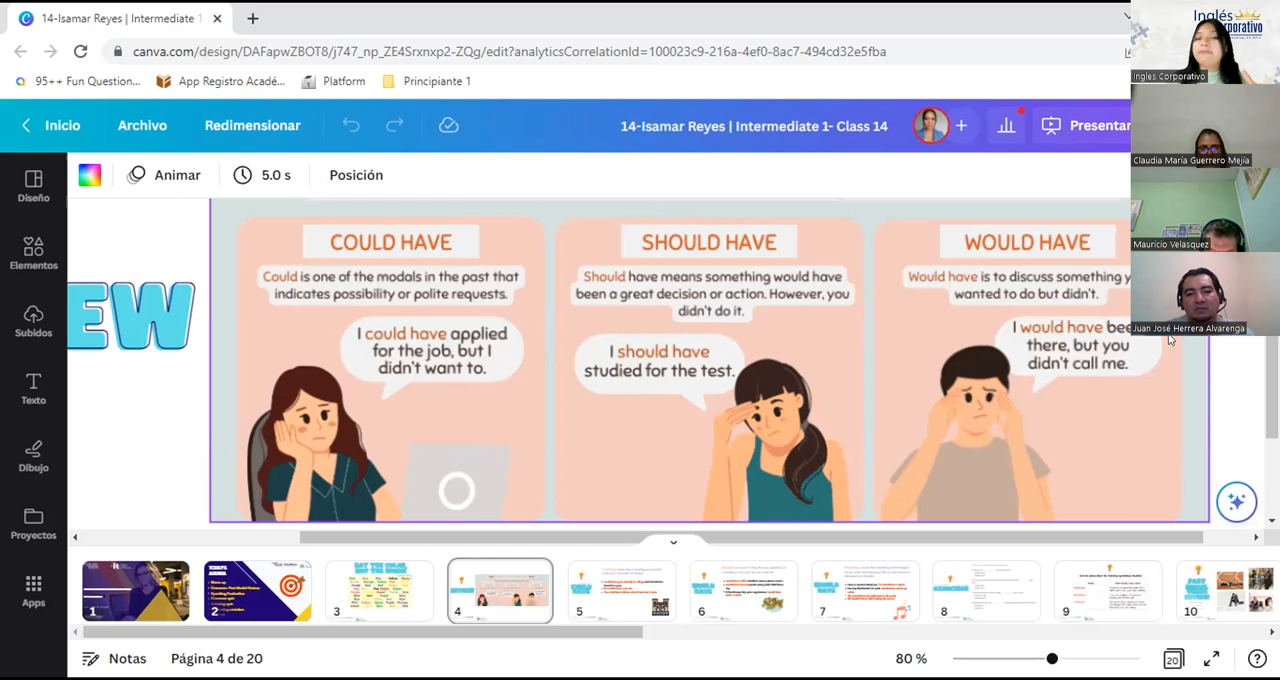 14-Isamar Reyes | Intermediate 1
canva.com/design/DAFapwZBOT8/j747_np_ZE4Srxnxp2-ZQg/edit?analyticsCorrelationId=100023c9-216a-4ef0-8ac7-494cd32e5fba
95++ Fun Question...
App Registro Acadé...
Platform
Principiante 1
Inicio
Archivo
Redimensionar
14-Isamar Reyes | Intermediate 1- Class 14
Presentar
Animar
5.0 s
Posición
Diseño
Elementos
Subidos
Texto
Dibujo
Proyectos
Apps
EW
COULD HAVE
Could is one of the modals in the past that
indicates possibility or polite requests.
I could have applied
for the job, but I
didn't want to.
SHOULD HAVE
Should have means something would have
been a great decision or action. However, you
didn't do it.
I should have
studied for the test.
WOULD HAVE
Would have is to discuss something y
wanted to do but didn't.
I would have bee
there, but you
didn't call me.
Inglés
orporativo
Ingles Corporativo
Claudia María Guerrero Mejía
Mauricio Velasquez
Juan José Herrera Alvarenga
1
2
TODAY'S
AGENDA
3
4
5
6
7
8
9
10
Notas
Página 4 de 20
80 %
20